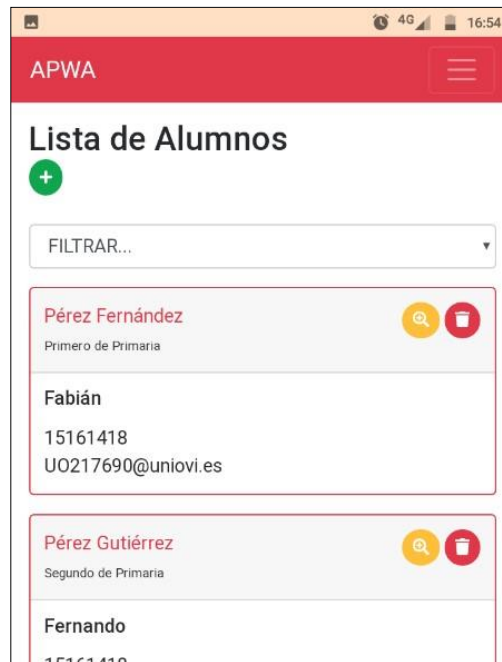 4G 16:54
APWA
Lista de Alumnos
FILTRAR...
Pérez Fernández
Primero de Primaria
Fabián
15161418
UO217690@uniovi.es
Pérez Gutiérrez
Segundo de Primaria
Fernando
15161418